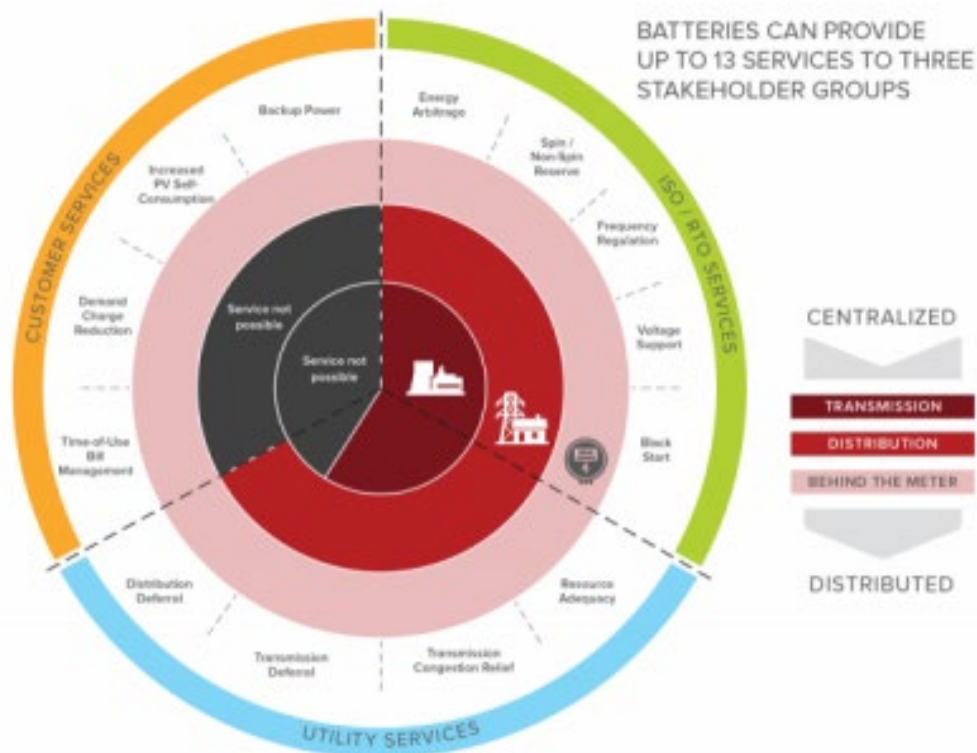 BATTERIES CAN PROVIDE
UP TO 13 SERVICES TO THREE
STAKEHOLDER GROUPS
CUSTOMER SERVICES
ISO / RTO SERVICES
UTILITY SERVICES
Backup Power
Energy
Arbitrage
Spin /
Non-Spin
Reserve
Frequency
Regulation
Voltage
Support
Black
Start
Resource
Adequacy
Transmission
Congestion Relief
Transmission
Deferral
Distribution
Deferral
Time-of-Use
Bill
Management
Demand
Charge
Reduction
Increased
PV Self-
Consumption
Service not
possible
Service not
possible
CENTRALIZED
TRANSMISSION
DISTRIBUTION
BEHIND THE METER
DISTRIBUTED